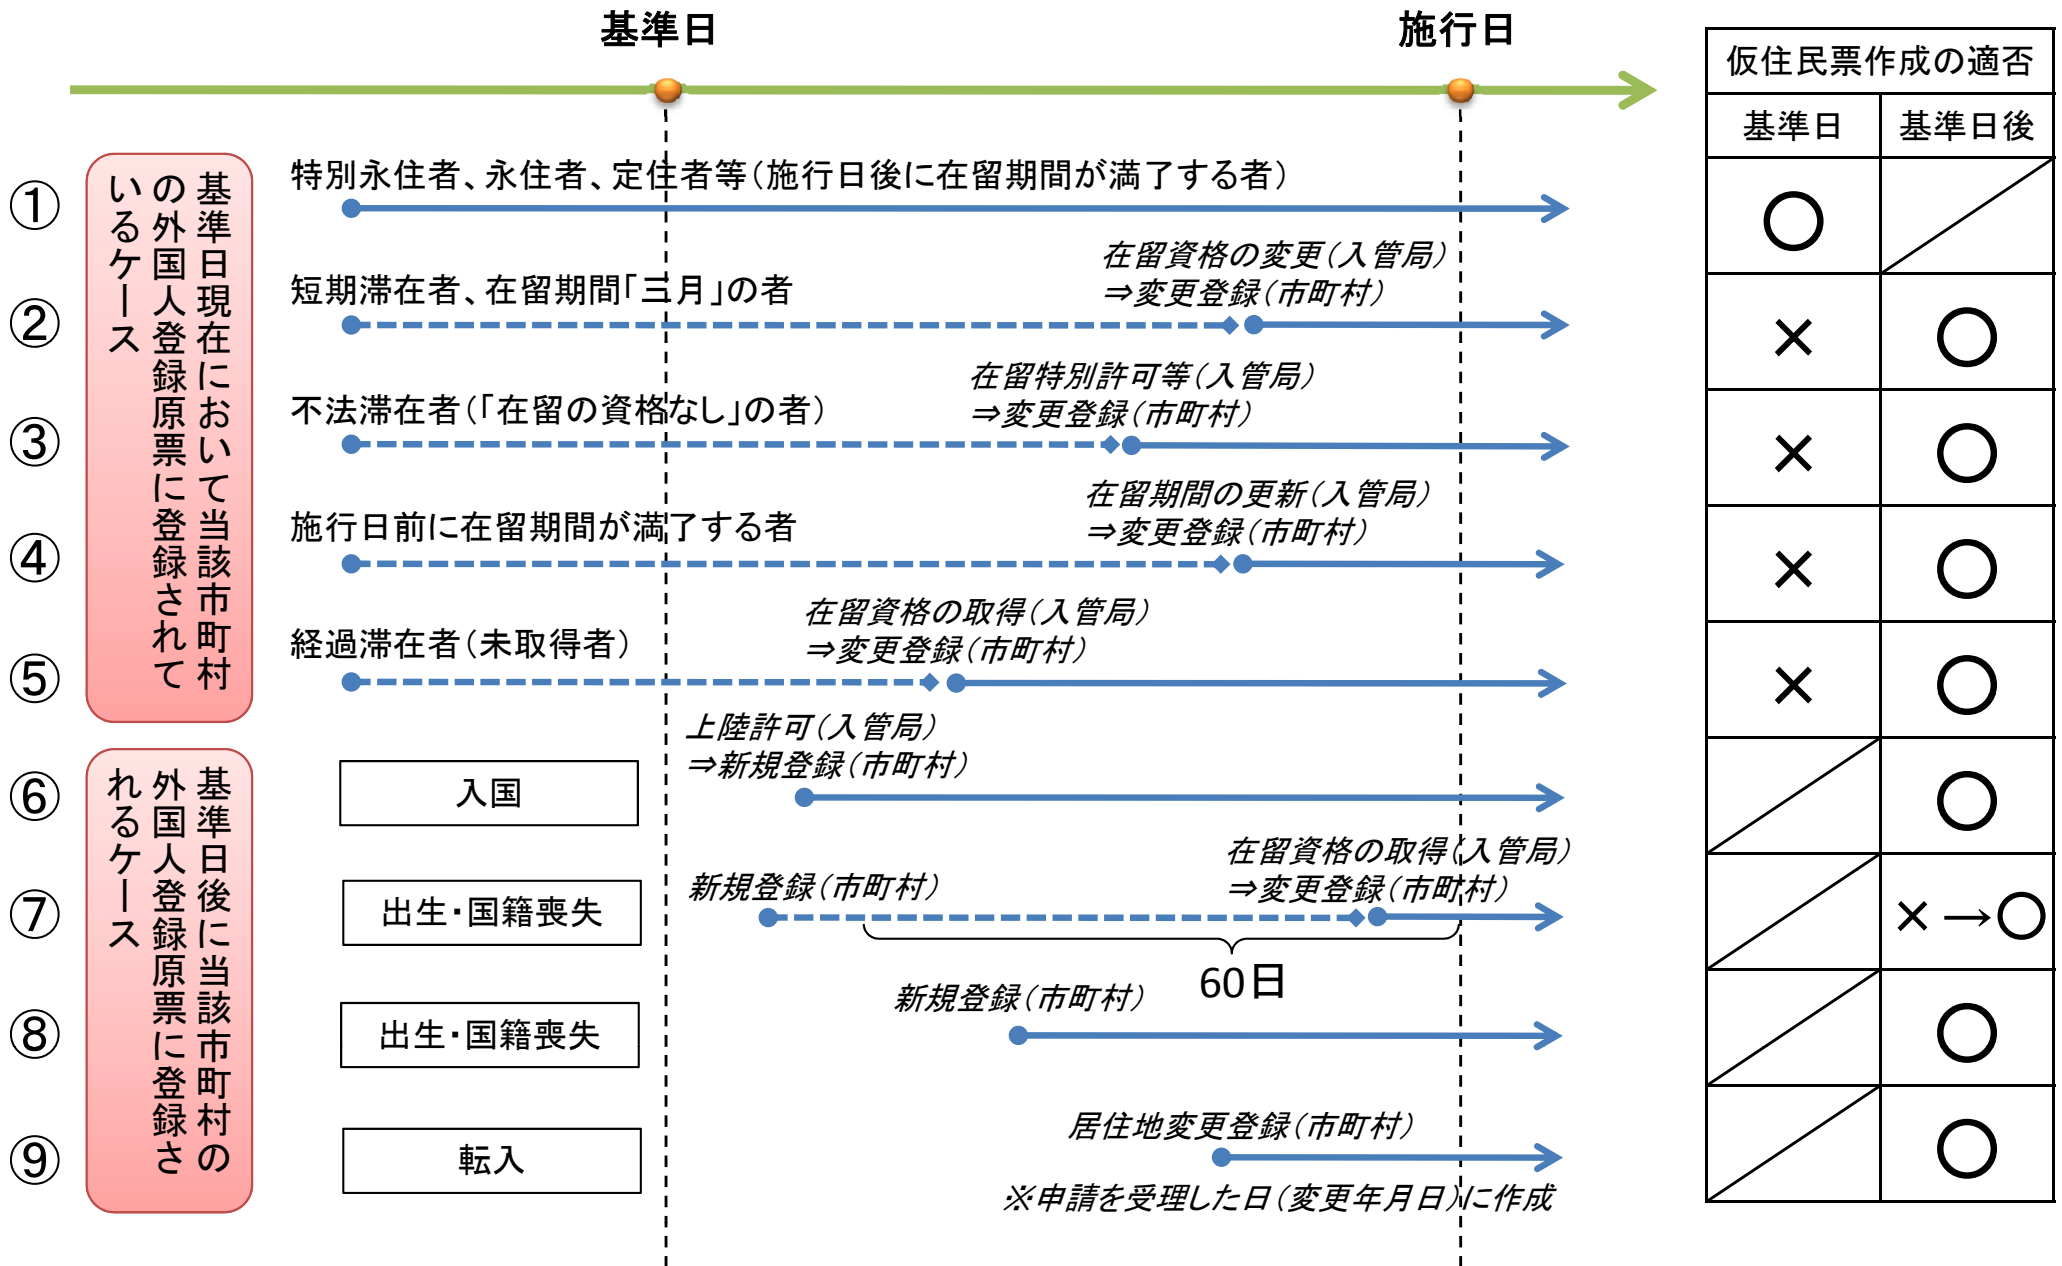 基準日
施行日
仮住民票作成の適否
基準日
基準日後
基準日現在において当該市町村
の外国人登録原票に登録されて
いるケース
①
特別永住者、永住者、定住者等(施行日後に在留期間が満了する者)
○
②
短期滞在者、在留期間「三月」の者
在留資格の変更(入管局)
⇒変更登録(市町村)
×
○
③
不法滞在者(「在留の資格なし」の者)
在留特別許可等(入管局)
⇒変更登録(市町村)
×
○
④
施行日前に在留期間が満了する者
在留期間の更新(入管局)
⇒変更登録(市町村)
×
○
⑤
経過滞在者(未取得者)
在留資格の取得(入管局)
⇒変更登録(市町村)
×
○
基準日後に当該市町村の
外国人登録原票に登録さ
れるケース
⑥
入国
上陸許可(入管局)
⇒新規登録(市町村)
○
⑦
出生・国籍喪失
新規登録(市町村)
在留資格の取得(入管局)
⇒変更登録(市町村)
60日
×→○
⑧
出生・国籍喪失
新規登録(市町村)
○
⑨
転入
居住地変更登録(市町村)
※申請を受理した日(変更年月日)に作成
○